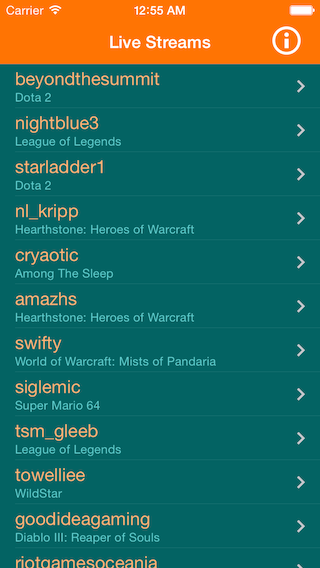 Carrier 12:55 AM
Live Streams
beyondthesummit
Dota 2
nightblue3
League of Legends
starladder1
Dota 2
nl_kripp
Hearthstone: Heroes of Warcraft
cryaotic
Among The Sleep
amazhs
Hearthstone: Heroes of Warcraft
swifty
World of Warcraft: Mists of Pandaria
siglemic
Super Mario 64
tsm_gleeb
League of Legends
towelliee
WildStar
goodideagaming
Diablo III: Reaper of Souls
riotgamesoceania